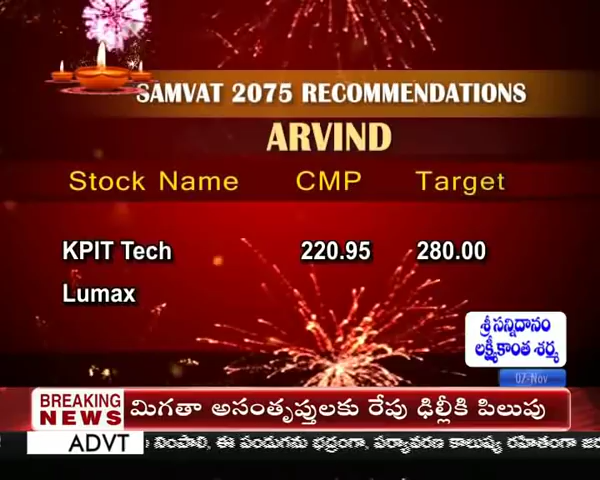 SAMVAT 2075 RECOMMENDATIONS
ARVIND
Stock Name CMP Target
KPIT Tech 220.95 280.00
Lumax
శ్రీ సన్నిదానం
లక్ష్మీకాంత శర్మ
07-Nov
BREAKING
NEWS
మిగతా అసంతృప్తులకు రేపు ఢిల్లీకి పిలుపు
ADVT
నింపాలి, ఈ పండుగను భద్రంగా, పర్యావరణ కాలుష్య రహితంగా